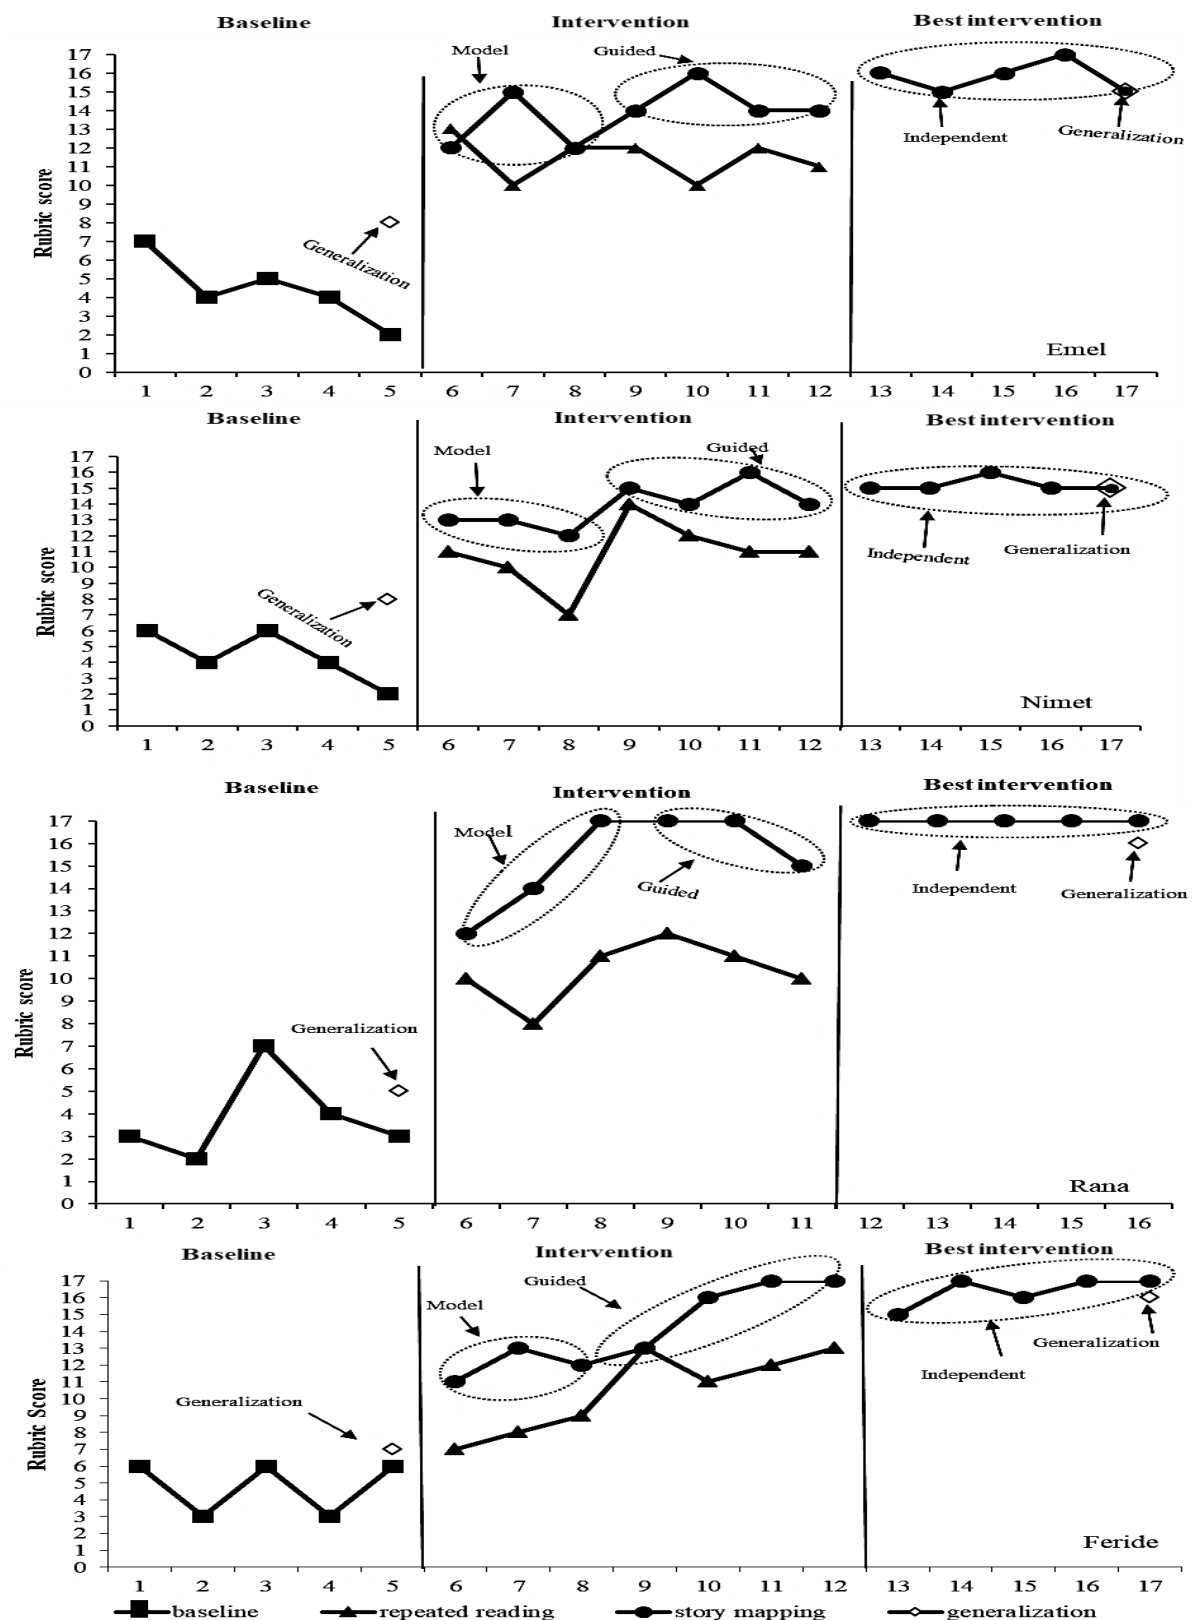 Baseline Intervention Best intervention
Model Guided
17
16
15
14
13
12
11
10
9
8
7
6
5
4
3
2
1
0
Rubric score
Independent Generalization
Generalization
Emel
1 2 3 4 5 6 7 8 9 10 11 12 13 14 15 16 17
Baseline Intervention Best intervention
Model Guided
17
16
15
14
13
12
11
10
9
8
7
6
5
4
3
2
1
0
Rubric score
Independent Generalization
Generalization
Nimet
1 2 3 4 5 6 7 8 9 10 11 12 13 14 15 16 17
Baseline Intervention Best intervention
17
16
15
14
13
12
11
10
9
8
7
6
5
4
3
2
1
0
Rubric score
Model
Guided Independent Generalization
Generalization
Rana
1 2 3 4 5 6 7 8 9 10 11 12 13 14 15 16
Baseline Intervention Best intervention
17
16
15
14
13
12
11
10
9
8
7
6
5
4
3
2
1
0
Rubric Score
Guided
Model
Generalization
Independent
Generalization
Feride
1 2 3 4 5 6 7 8 9 10 11 12 13 14 15 16 17
baseline repeated reading story mapping generalization